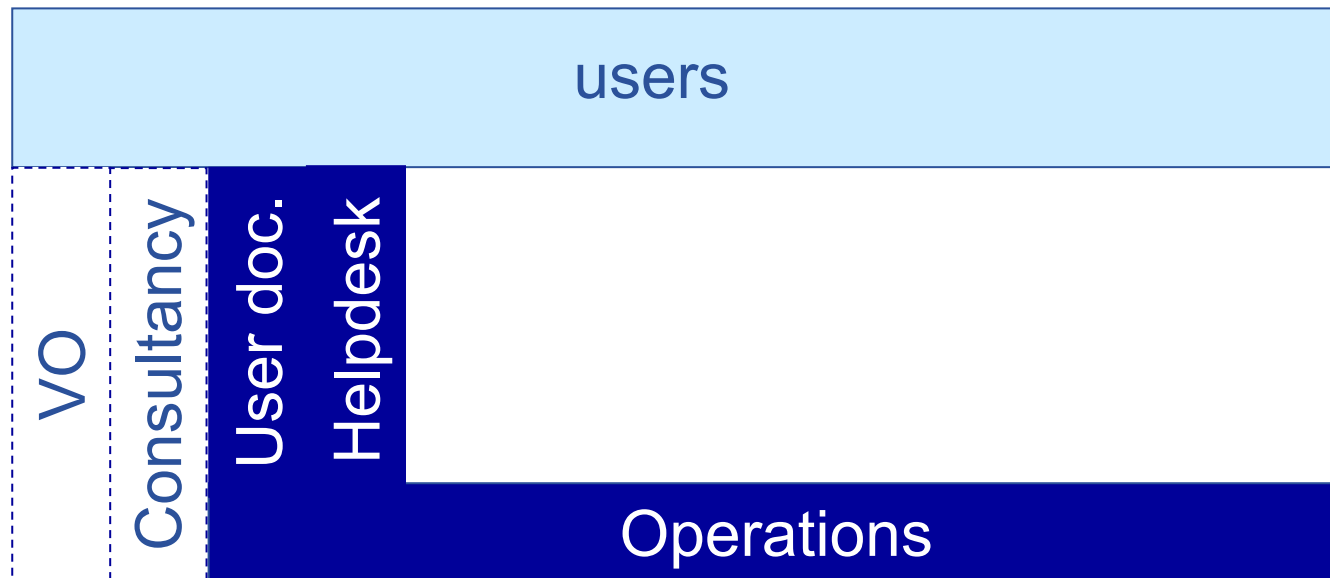 users
VO
Consultancy
User doc.
Helpdesk
Operations